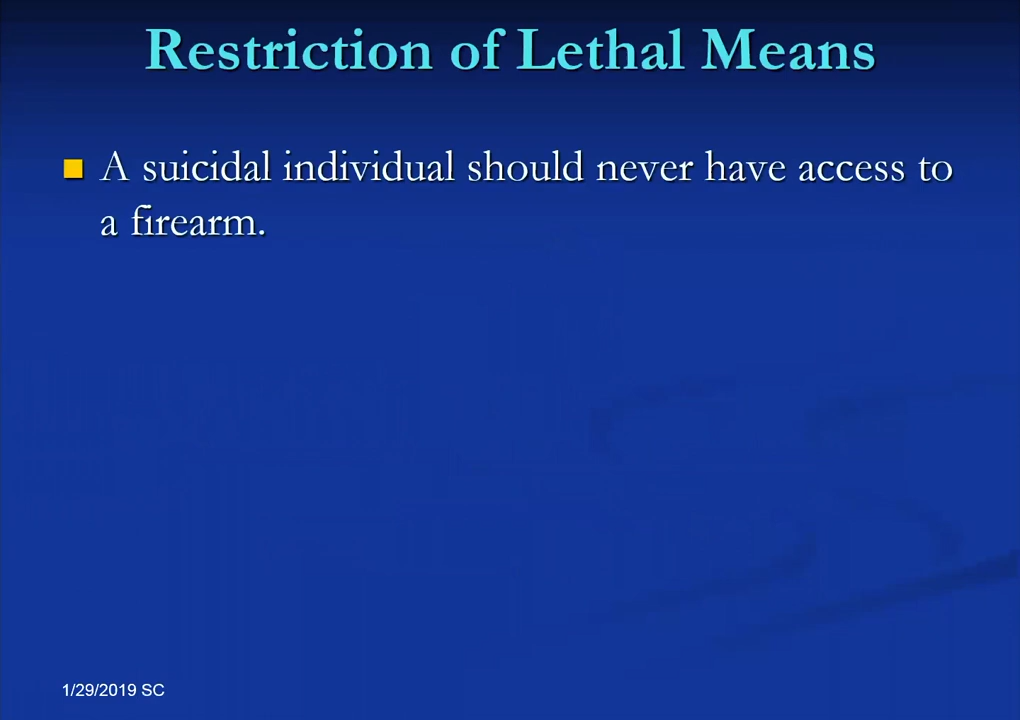 Restriction of Lethal Means
A suicidal individual should never have access to
a firearm.
1/29/2019 SC